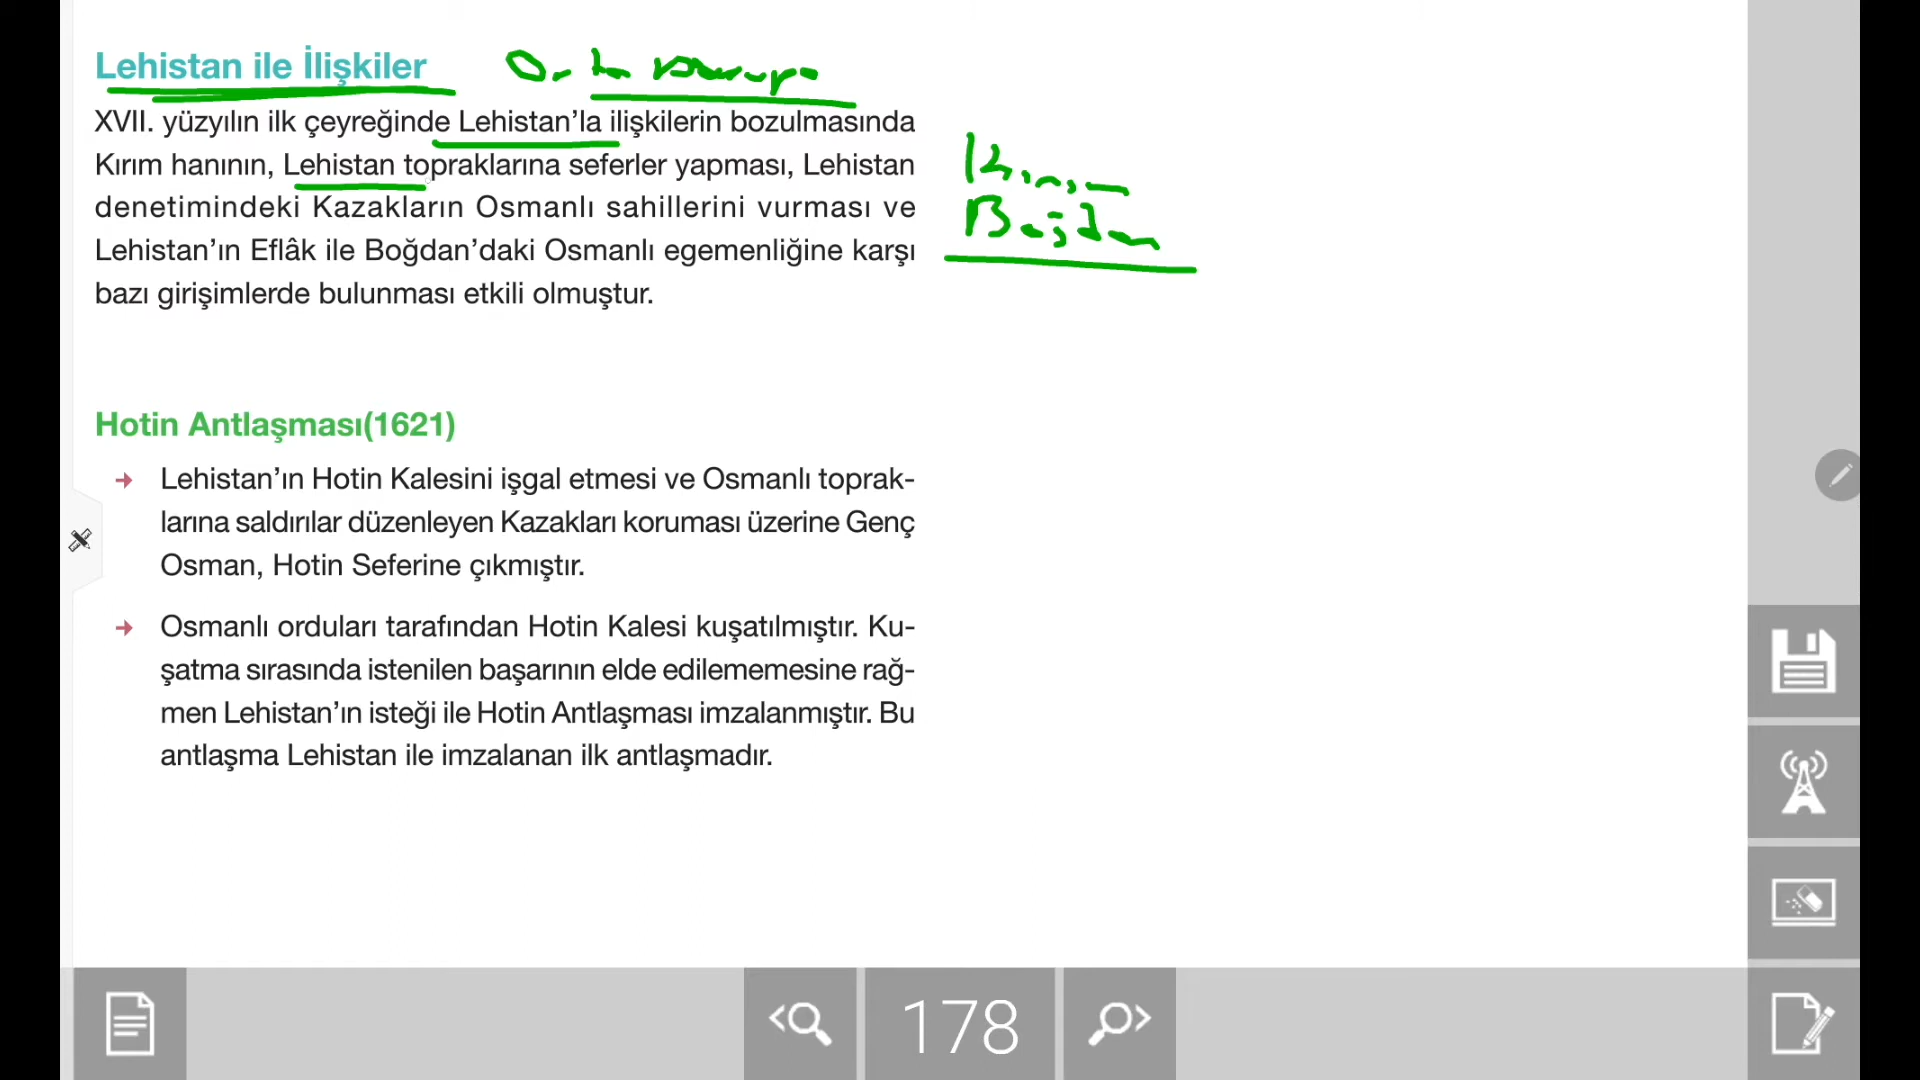 Lehistan ile İlişkiler Orta Avrupa
XVII. yüzyılın ilk çeyreğinde Lehistan’la ilişkilerin bozulmasında
Kırım hanının, Lehistan topraklarına seferler yapması, Lehistan
denetimindeki Kazakların Osmanlı sahillerini vurması ve
Lehistan’ın Eflâk ile Boğdan’daki Osmanlı egemenliğine karşı
bazı girişimlerde bulunması etkili olmuştur.
Kırım
Boğdan
Hotin Antlaşması(1621)
Lehistan’ın Hotin Kalesini işgal etmesi ve Osmanlı toprak-
larına saldırılar düzenleyen Kazakları koruması üzerine Genç
Osman, Hotin Seferine çıkmıştır.
Osmanlı orduları tarafından Hotin Kalesi kuşatılmıştır. Ku-
şatma sırasında istenilen başarının elde edilememesine rağ-
men Lehistan’ın isteği ile Hotin Antlaşması imzalanmıştır. Bu
antlaşma Lehistan ile imzalanan ilk antlaşmadır.
178